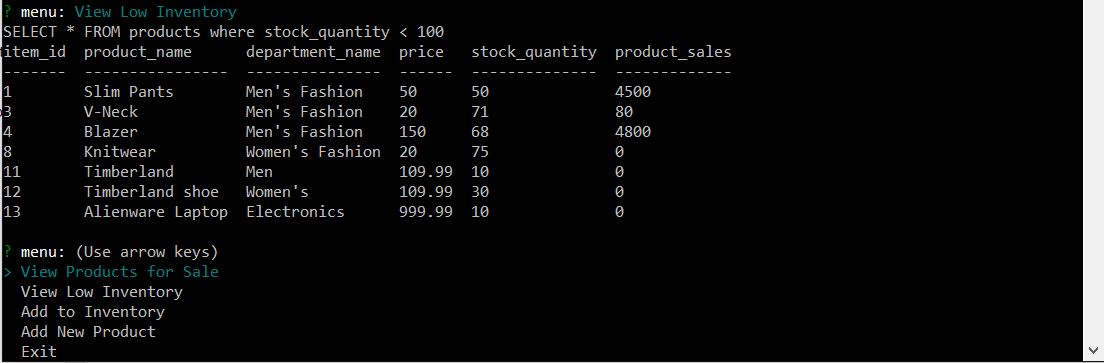 ? menu: View Low Inventory
SELECT * FROM products where stock_quantity < 100
item_id  product_name      department_name  price   stock_quantity  product_sales
-------  ----------------  ---------------  ------  --------------  -------------
1        Slim Pants        Men's Fashion    50      50              4500
3        V-Neck            Men's Fashion    20      71              80
4        Blazer            Men's Fashion    150     68              4800
8        Knitwear          Women's Fashion  20      75              0
11       Timberland        Men              109.99  10              0
12       Timberland shoe   Women's          109.99  30              0
13       Alienware Laptop  Electronics      999.99  10              0
? menu: (Use arrow keys)
> View Products for Sale
  View Low Inventory
  Add to Inventory
  Add New Product
  Exit